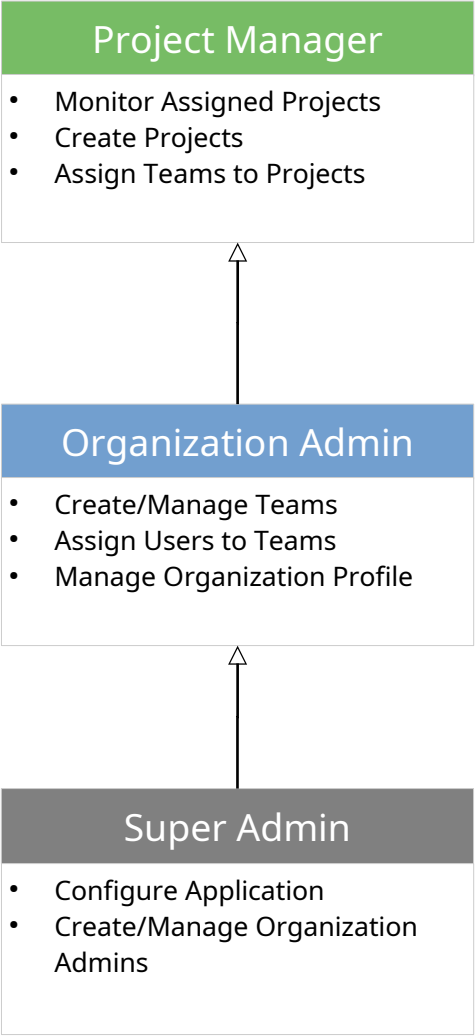 Project Manager
• Monitor Assigned Projects
• Create Projects
• Assign Teams to Projects
Organization Admin
• Create/Manage Teams
• Assign Users to Teams
• Manage Organization Profile
Super Admin
• Configure Application
• Create/Manage Organization
Admins